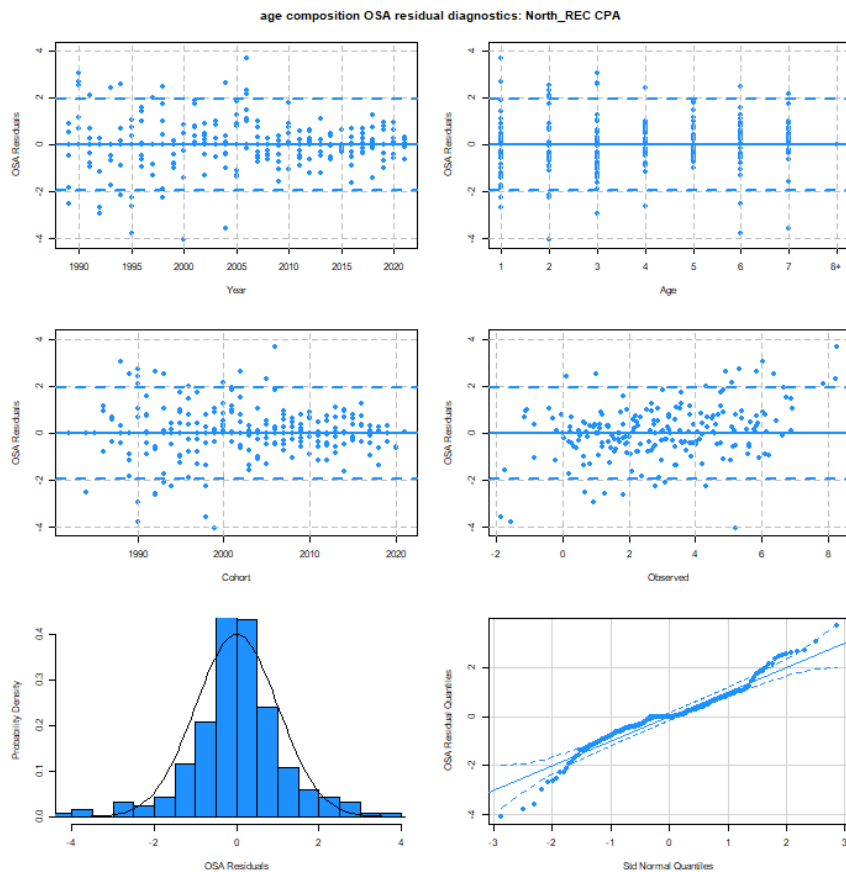 age composition OSA residual diagnostics: North_REC CPA
OSA Residuals
4
2
0
-2
-4
1990 1995 2000 2005 2010 2015 2020
Year
OSA Residuals
4
2
0
-2
-4
1 2 3 4 5 6 7 8+
Age
OSA Residuals
4
2
0
-2
-4
1990 2000 2010 2020
Cohort
OSA Residuals
4
2
0
-2
-4
-2 0 2 4 6 8
Observed
Probability Density
0.4
0.3
0.2
0.1
0.0
-4 -2 0 2 4
OSA Residuals
OSA Residual Quantiles
2
0
-2
-4
-3 -2 -1 0 1 2 3
Std Normal Quantiles